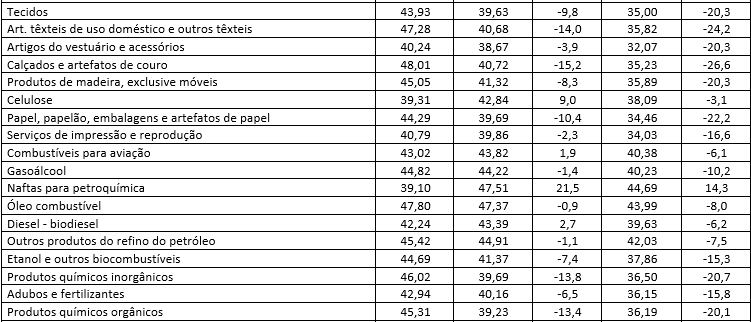 Tecidos 43,93 39,63 -9,8 35,00 -20,3
Art. têxteis de uso doméstico e outros têxteis 47,28 40,68 -14,0 35,82 -24,2
Artigos do vestuário e acessórios 40,24 38,67 -3,9 32,07 -20,3
Calçados e artefatos de couro 48,01 40,72 -15,2 35,23 -26,6
Produtos de madeira, exclusive móveis 45,05 41,32 -8,3 35,89 -20,3
Celulose 39,31 42,84 9,0 38,09 -3,1
Papel, papelão, embalagens e artefatos de papel 44,29 39,69 -10,4 34,46 -22,2
Serviços de impressão e reprodução 40,79 39,86 -2,3 34,03 -16,6
Combustíveis para aviação 43,02 43,82 1,9 40,38 -6,1
Gasoálcool 44,82 44,22 -1,4 40,23 -10,2
Naftas para petroquímica 39,10 47,51 21,5 44,69 14,3
Óleo combustível 47,80 47,37 -0,9 43,99 -8,0
Diesel - biodiesel 42,24 43,39 2,7 39,63 -6,2
Outros produtos do refino do petróleo 45,42 44,91 -1,1 42,03 -7,5
Etanol e outros biocombustíveis 44,69 41,37 -7,4 37,86 -15,3
Produtos químicos inorgânicos 46,02 39,69 -13,8 36,50 -20,7
Adubos e fertilizantes 42,94 40,16 -6,5 36,15 -15,8
Produtos químicos orgânicos 45,31 39,23 -13,4 36,19 -20,1